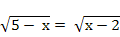 √(5 − x) = √(x − 2)